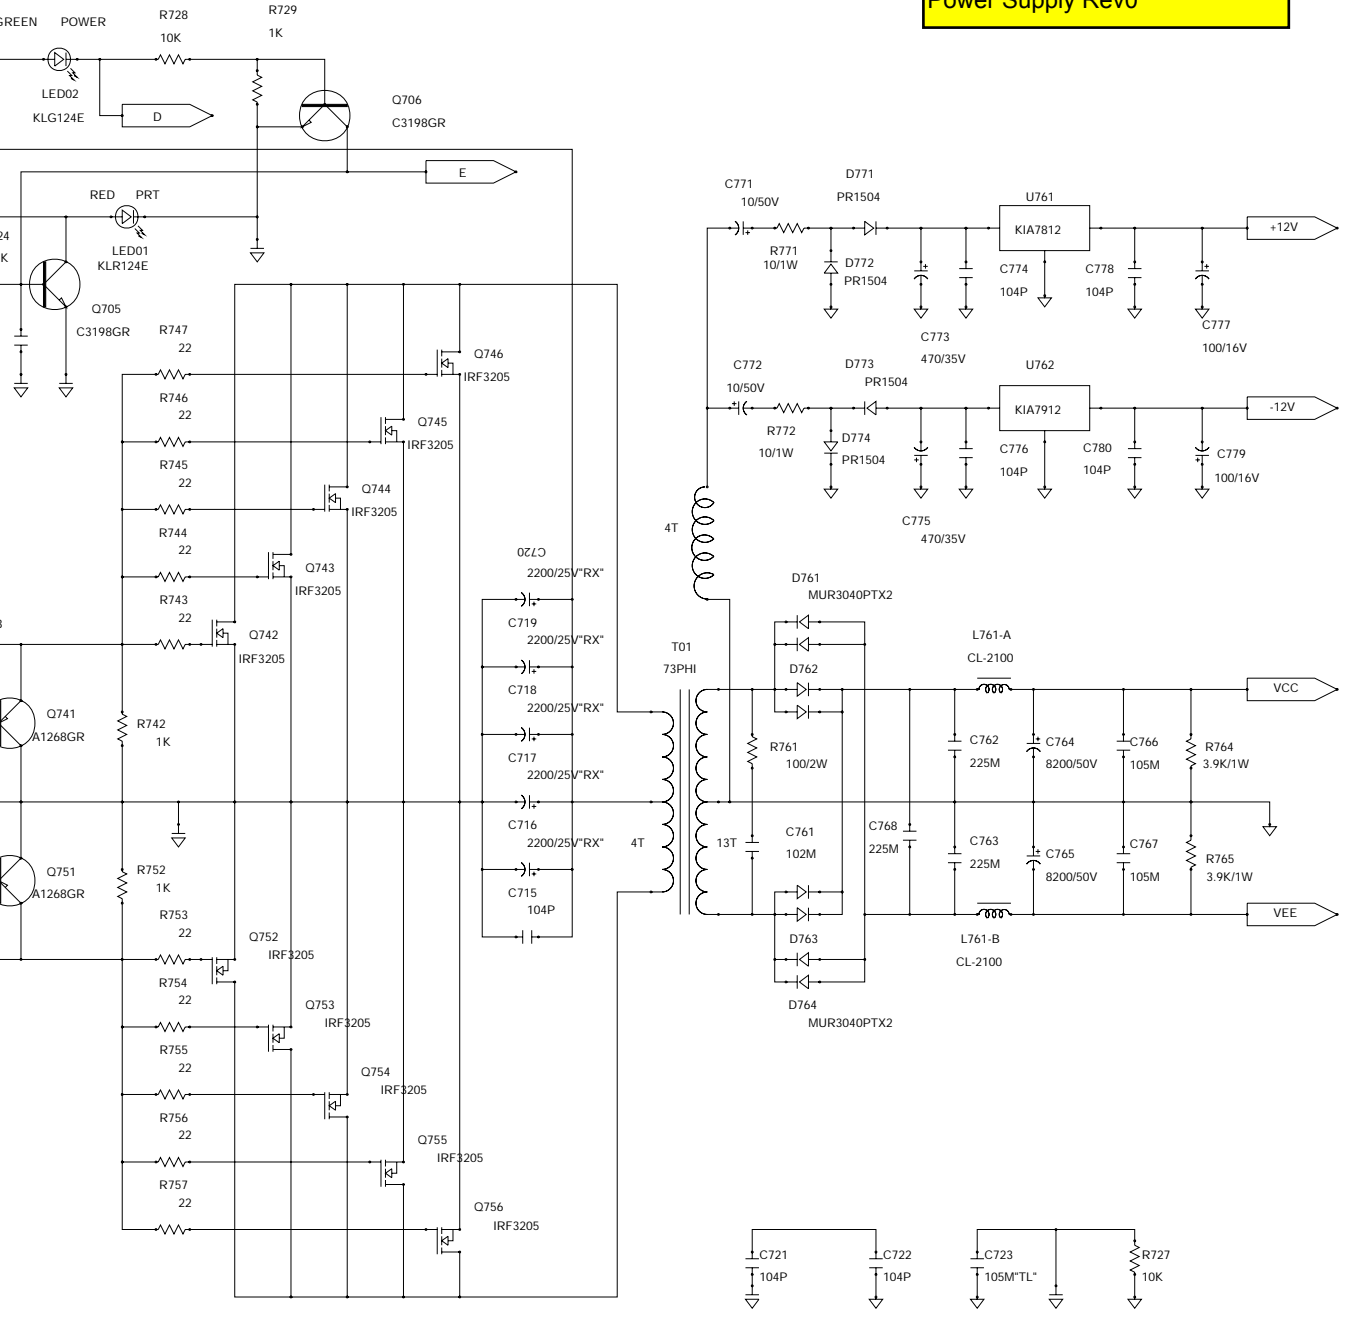 Power Supply Rev0
GREEN POWER
R728
10K
R729
1K
LED02
KLG124E
D
Q706
C3198GR
E
RED PRT
LED01
KLR124E
24
K
Q705
C3198GR
C771
10/50V
D771
PR1504
U761
KIA7812
+12V
R771
10/1W
D772
PR1504
C774
104P
C778
104P
C773
470/35V
C777
100/16V
C772
10/50V
D773
PR1504
U762
KIA7912
-12V
R772
10/1W
D774
PR1504
C776
104P
C780
104P
C779
100/16V
C775
470/35V
4T
R747
22
Q746
IRF3205
R746
22
Q745
IRF3205
R745
22
Q744
IRF3205
R744
22
Q743
IRF3205
R743
22
Q742
IRF3205
C720
2200/25V"RX"
C719
2200/25V"RX"
C718
2200/25V"RX"
C717
2200/25V"RX"
C716
2200/25V"RX"
C715
104P
Q741
A1268GR
R742
1K
Q751
A1268GR
R752
1K
T01
73PHI
4T
13T
D761
MUR3040PTX2
D762
R761
100/2W
C761
102M
D763
D764
MUR3040PTX2
L761-A
CL-2100
VCC
C762
225M
C764
8200/50V
C766
105M
R764
3.9K/1W
C768
225M
C763
225M
C765
8200/50V
C767
105M
R765
3.9K/1W
L761-B
CL-2100
VEE
R753
22
Q752
IRF3205
R754
22
Q753
IRF3205
R755
22
Q754
IRF3205
R756
22
Q755
IRF3205
R757
22
Q756
IRF3205
C721
104P
C722
104P
C723
105M"TL"
R727
10K